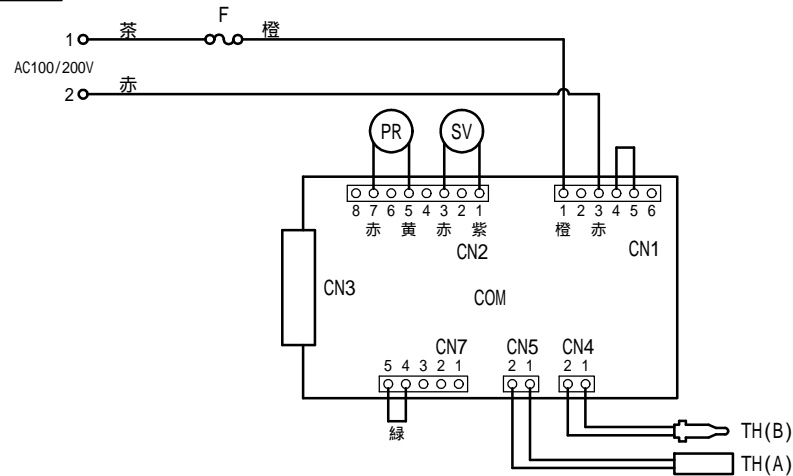 F
茶
橙
1
AC100/200V
赤
2
PR
SV
8 7 6 5 4 3 2 1
1 2 3 4 5 6
赤 黄 赤 紫
橙 赤
CN2
CN1
CN3
COM
CN7
CN5
CN4
5 4 3 2 1
2 1
2 1
緑
TH(B)
TH(A)